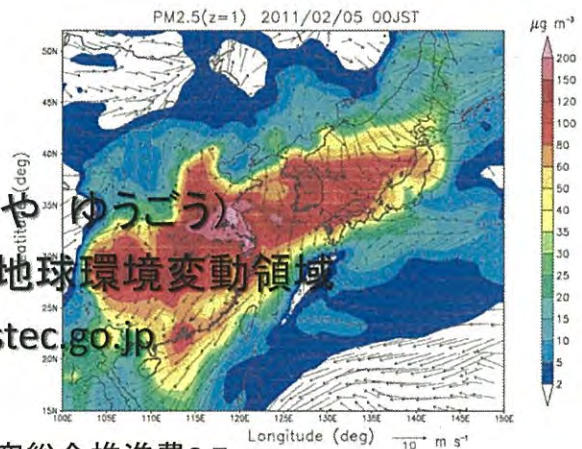 PM2.5(z=1) 2011/02/05 00JST
μg m⁻³
50N
45N
40N
35N
30N
25N
20N
15N
Latitude (deg)
や ゆうごう)
地球環境変動領域
stec.go.jp
100E 105E 110E 115E 120E 125E 130E 135E 140E 145E 150E
Longitude (deg)
10 m s⁻¹
200
150
100
80
60
50
40
35
30
25
20
15
10
5
2